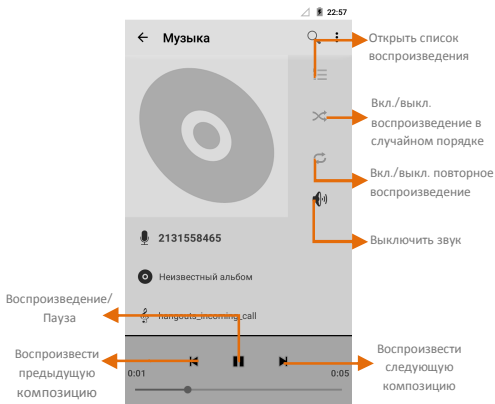 22:57
Музыка
Открыть список
воспроизведения
Вкл./выкл.
воспроизведение в
случайном порядке
Вкл./выкл. повторное
воспроизведение
Выключить звук
2131558465
Неизвестный альбом
hangouts_incoming_call
Воспроизведение/
Пауза
Воспроизвести
предыдущую
композицию
Воспроизвести
следующую
композицию
0:01
0:05